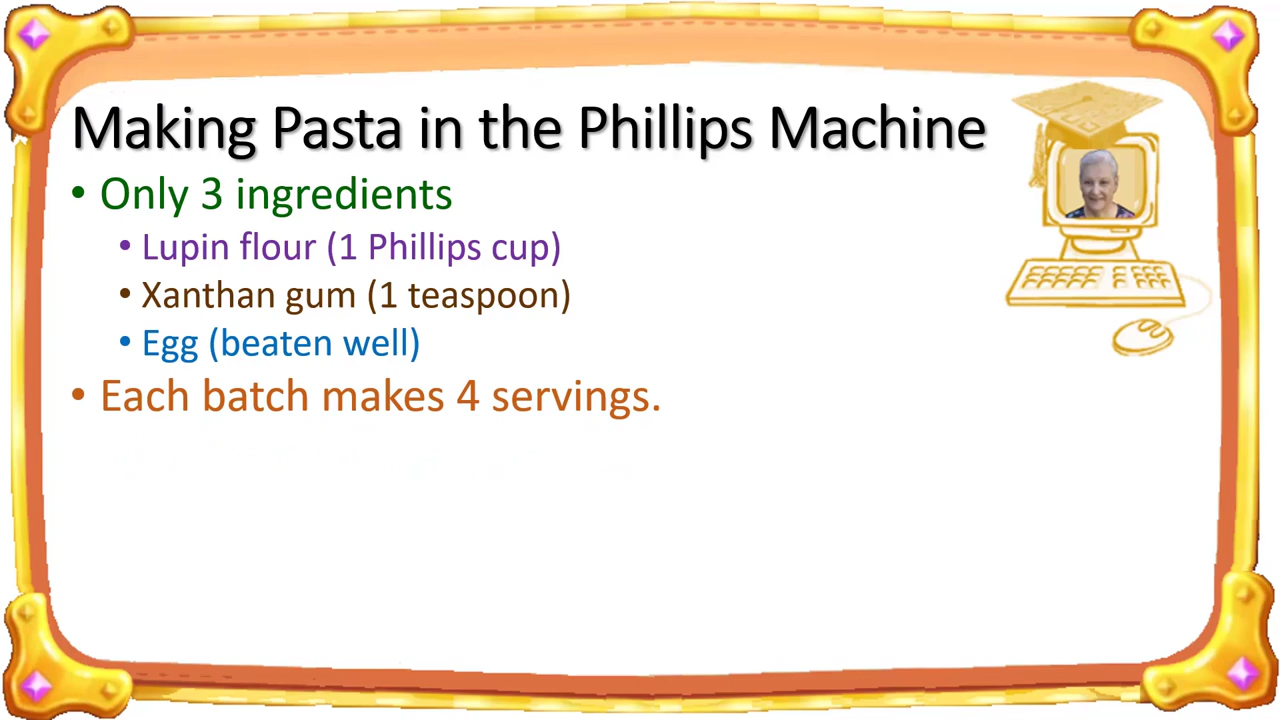 Making Pasta in the Phillips Machine
• Only 3 ingredients
• Lupin flour (1 Phillips cup)
• Xanthan gum (1 teaspoon)
• Egg (beaten well)
• Each batch makes 4 servings.